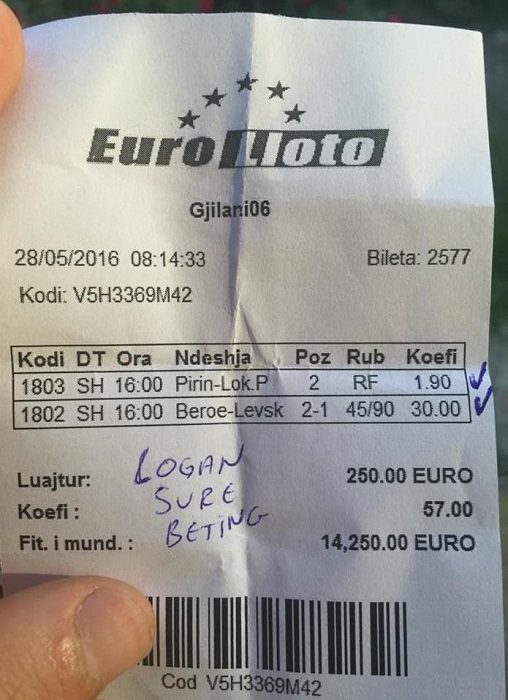 Euro Lloto
Gjilani06
28/05/2016 08:14:33 Bileta: 2577
Kodi: V5H3369M42
Kodi DT Ora Ndeshja Poz Rub Koefi
1803 SH 16:00 Pirin-Lok.P 2 RF 1.90
1802 SH 16:00 Beroe-Levsk 2-1 45/90 30.00
LOGAN
SURE
BETING
Luajtur: 250.00 EURO
Koefi : 57.00
Fit. i mund. : 14,250.00 EURO
Cod V5H3369M42